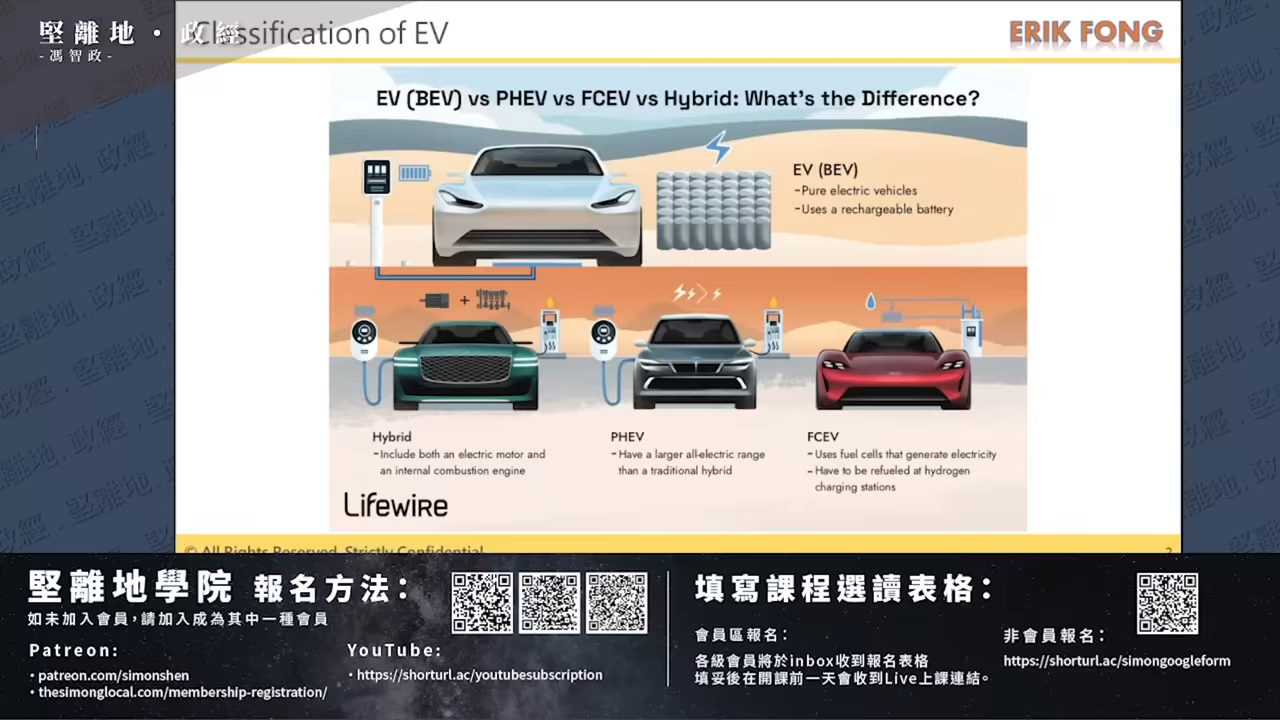 堅離地・政經
-馮智政-
Classification of EV
ERIK FONG
EV (BEV) vs PHEV vs FCEV vs Hybrid: What's the Difference?
EV (BEV)
-Pure electric vehicles
-Uses a rechargeable battery
Hybrid
-Include both an electric motor and
an internal combustion engine
PHEV
-Have a larger all-electric range
than a traditional hybrid
FCEV
-Uses fuel cells that generate electricity
-Have to be refueled at hydrogen
charging stations
Lifewire
© All Rights Reserved. Strictly Confidential
2
堅離地學院 報名方法：
如未加入會員，請加入成為其中一種會員
Patreon:
・patreon.com/simonshen
・thesimonglocal.com/membership-registration/
YouTube:
・https://shorturl.ac/youtubesubscription
填寫課程選讀表格：
會員區報名：
各級會員將於inbox收到報名表格
填妥後在開課前一天會收到Live上課連結。
非會員報名：
https://shorturl.ac/simongoogleform